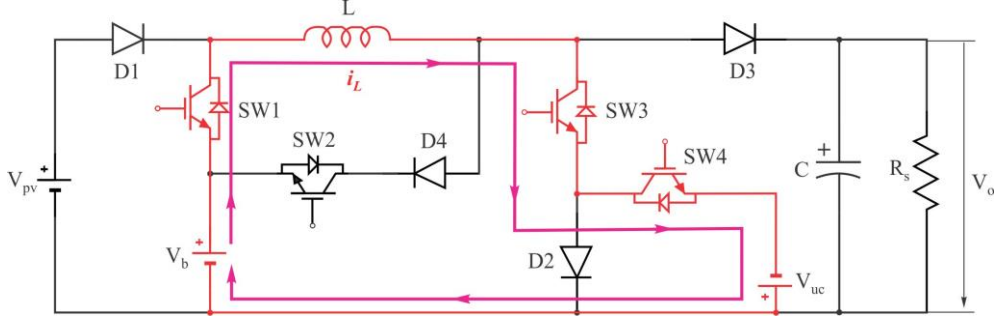 L
D1
D3
i_L
SW1
SW3
SW2
D4
SW4
+
C
R_s
V_o
+
V_pv
+
V_b
D2
V_uc
+